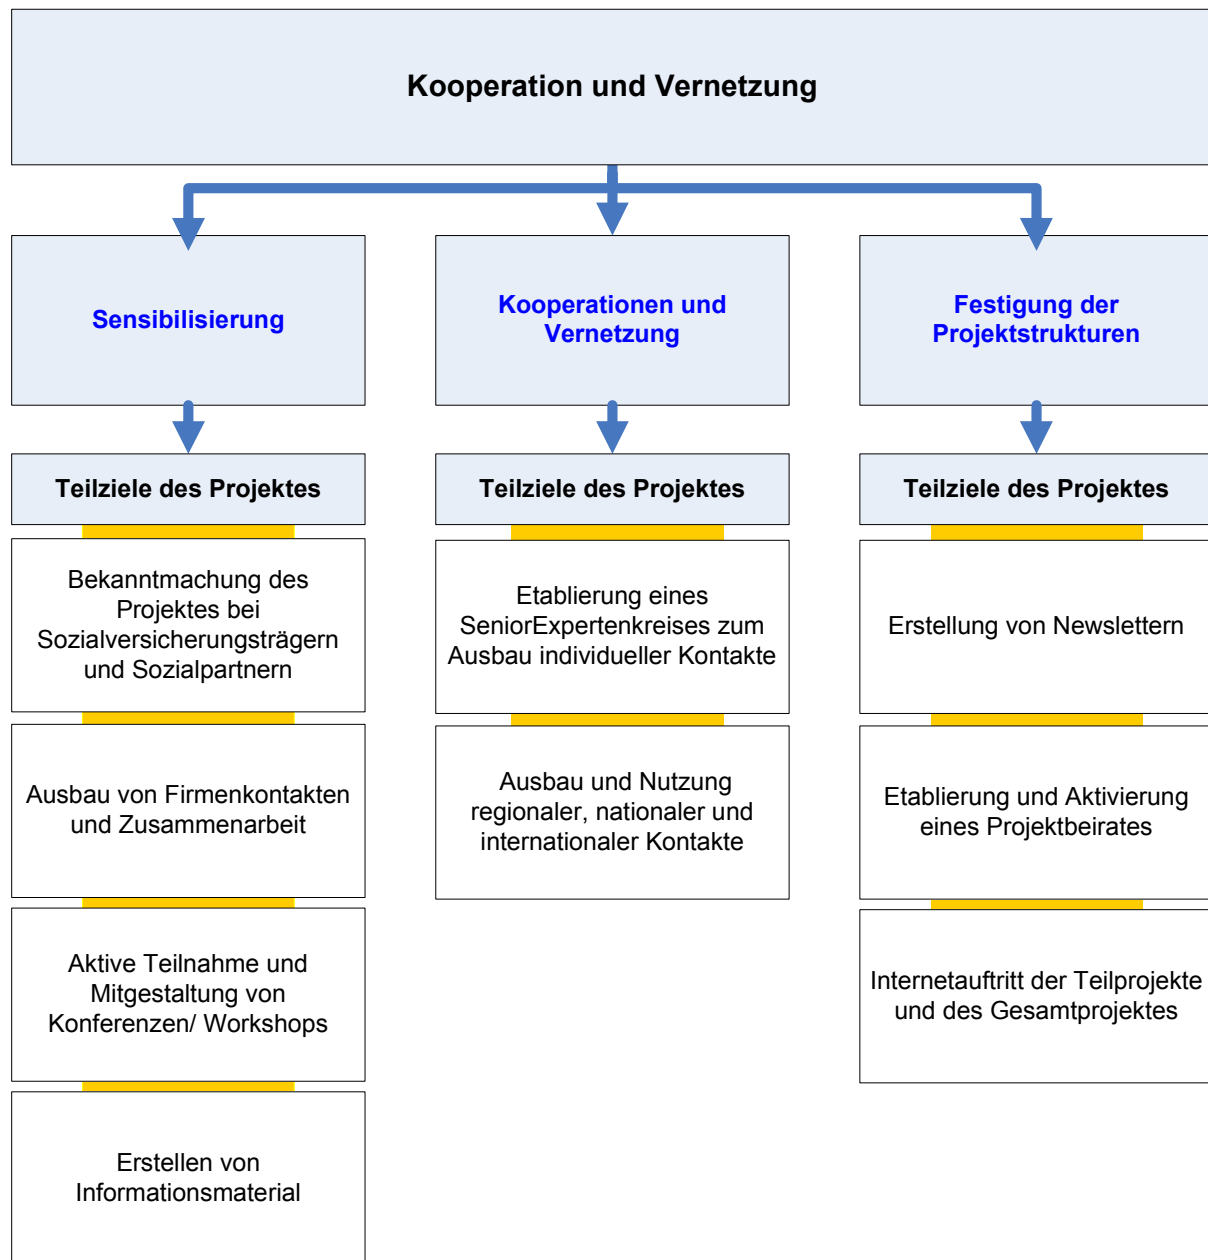 Kooperation und Vernetzung
Sensibilisierung
Kooperationen und
Vernetzung
Festigung der
Projektstrukturen
Teilziele des Projektes
Teilziele des Projektes
Teilziele des Projektes
Bekanntmachung des
Projektes bei
Sozialversicherungsträgern
und Sozialpartnern
Ausbau von Firmenkontakten
und Zusammenarbeit
Aktive Teilnahme und
Mitgestaltung von
Konferenzen/ Workshops
Erstellen von
Informationsmaterial
Etablierung eines
SeniorExpertenkreises zum
Ausbau individueller Kontakte
Ausbau und Nutzung
regionaler, nationaler und
internationaler Kontakte
Erstellung von Newslettern
Etablierung und Aktivierung
eines Projektbeirates
Internetauftritt der Teilprojekte
und des Gesamtprojektes